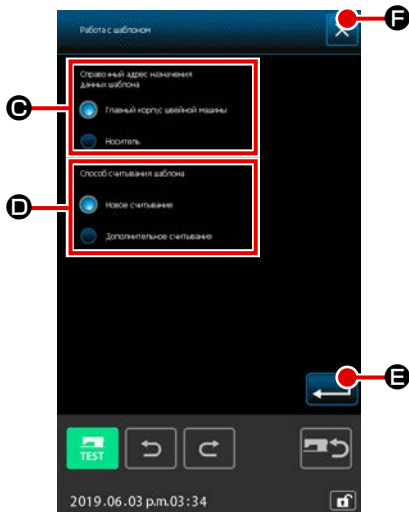 Работа с шаблоном
F
Справочный адрес назначения
данных шаблона
C
Главный корпус швейной машины
Носитель
Способ считывания шаблона
D
Новое считывание
Дополнительное считывание
E
TEST
2019.06.03 p.m.03:34